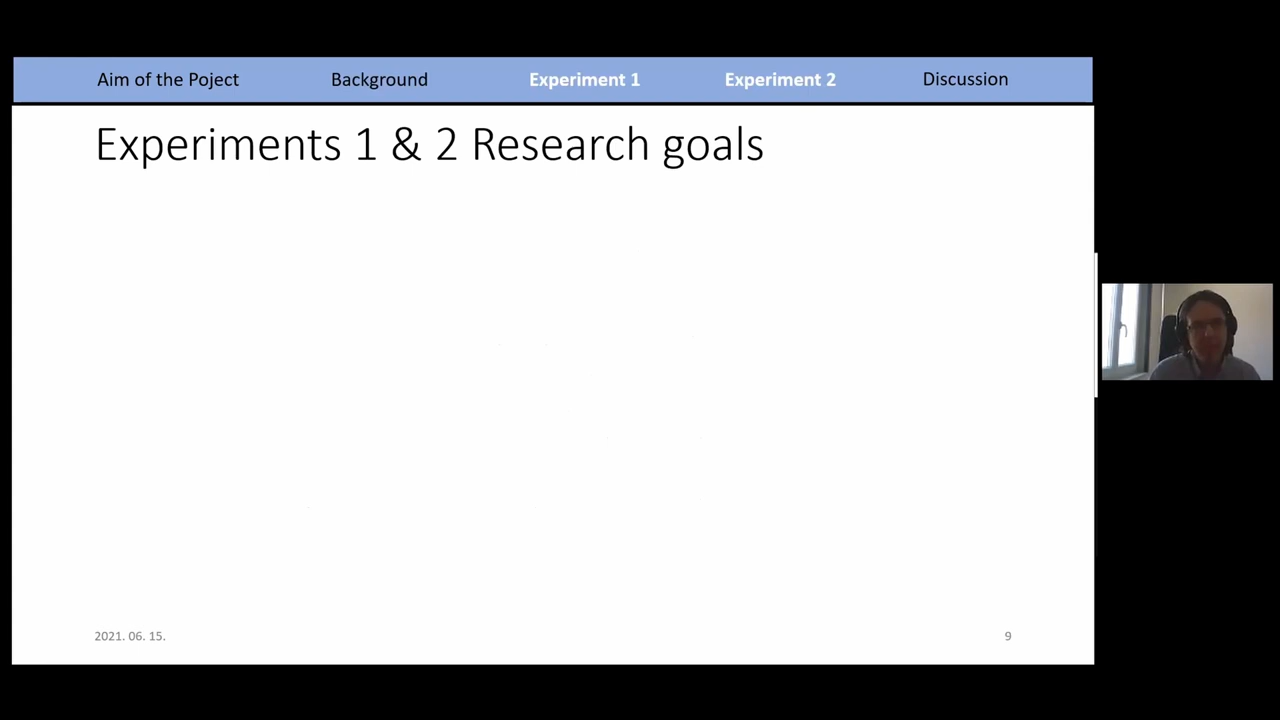 Aim of the Poject Background Experiment 1 Experiment 2 Discussion
Experiments 1 & 2 Research goals
2021. 06. 15. 9